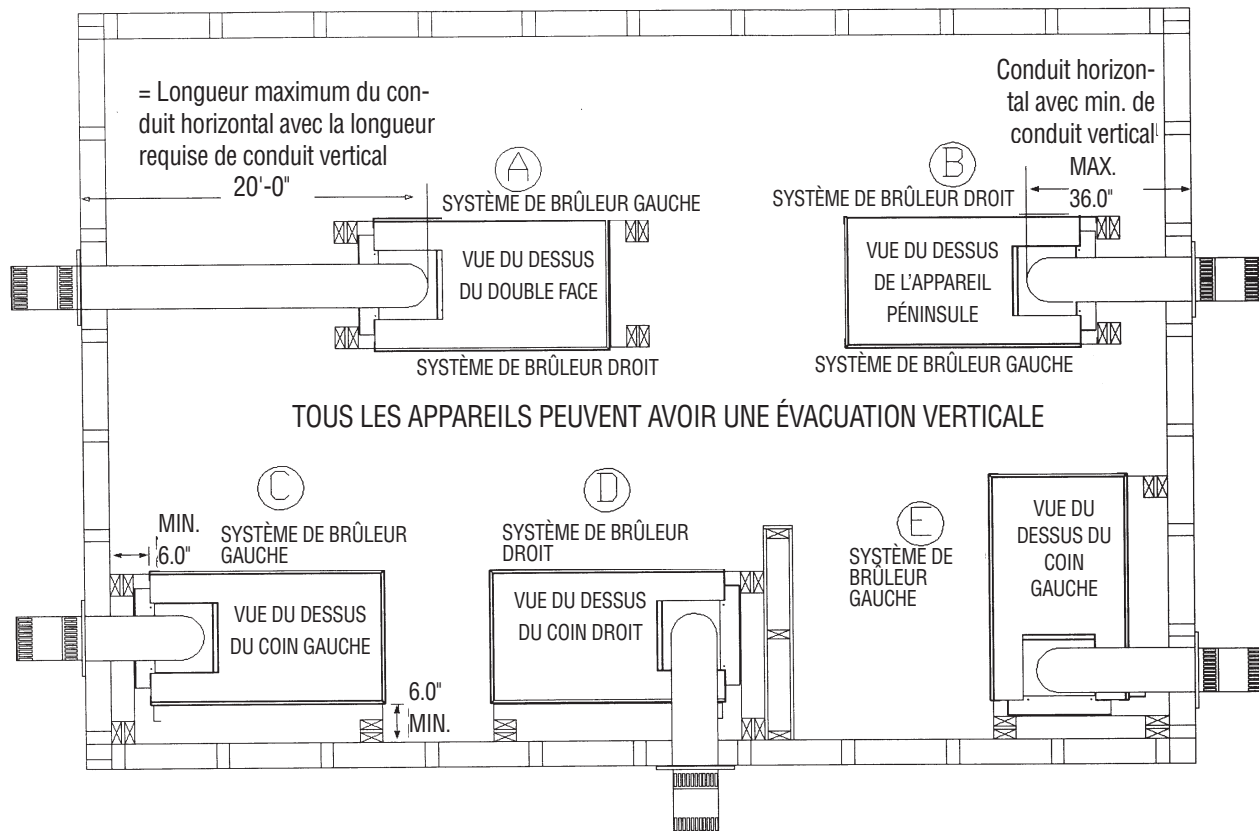 = Longueur maximum du con-
duit horizontal avec la longueur
requise de conduit vertical
20'-0"
Conduit horizon-
tal avec min. de
conduit vertical
MAX.
36.0"
A
SYSTÈME DE BRÛLEUR GAUCHE
VUE DU DESSUS
DU DOUBLE FACE
SYSTÈME DE BRÛLEUR DROIT
B
SYSTÈME DE BRÛLEUR DROIT
VUE DU DESSUS
DE L'APPAREIL
PÉNINSULE
SYSTÈME DE BRÛLEUR GAUCHE
TOUS LES APPAREILS PEUVENT AVOIR UNE ÉVACUATION VERTICALE
C
MIN.
6.0"
SYSTÈME DE BRÛLEUR
GAUCHE
VUE DU DESSUS
DU COIN GAUCHE
6.0"
MIN.
D
SYSTÈME DE BRÛLEUR
DROIT
VUE DU DESSUS
DU COIN DROIT
E
SYSTÈME DE
BRÛLEUR
GAUCHE
VUE DU
DESSUS DU
COIN
GAUCHE